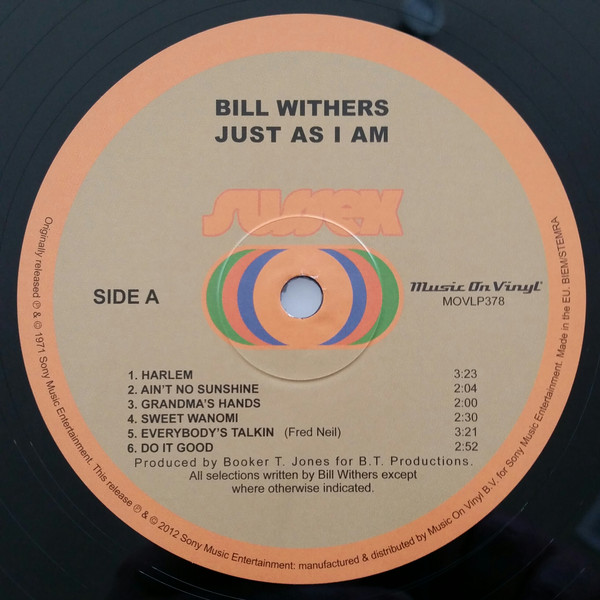 BILL WITHERS
JUST AS I AM
sussex
SIDE A
Music On Vinyl
MOVLP378
1. HARLEM 3:23
2. AIN'T NO SUNSHINE 2:04
3. GRANDMA'S HANDS 2:00
4. SWEET WANOMI 2:30
5. EVERYBODY'S TALKIN (Fred Neil) 3:21
6. DO IT GOOD 2:52
Produced by Booker T. Jones for B.T. Productions.
All selections written by Bill Withers except
where otherwise indicated.
Originally released ℗ & © 1971 Sony Music Entertainment. This release ℗ & © 2012 Sony Music Entertainment: manufactured & distributed by Music On Vinyl B.V. for Sony Music Entertainment. Made in the EU. BIEM/STEMRA